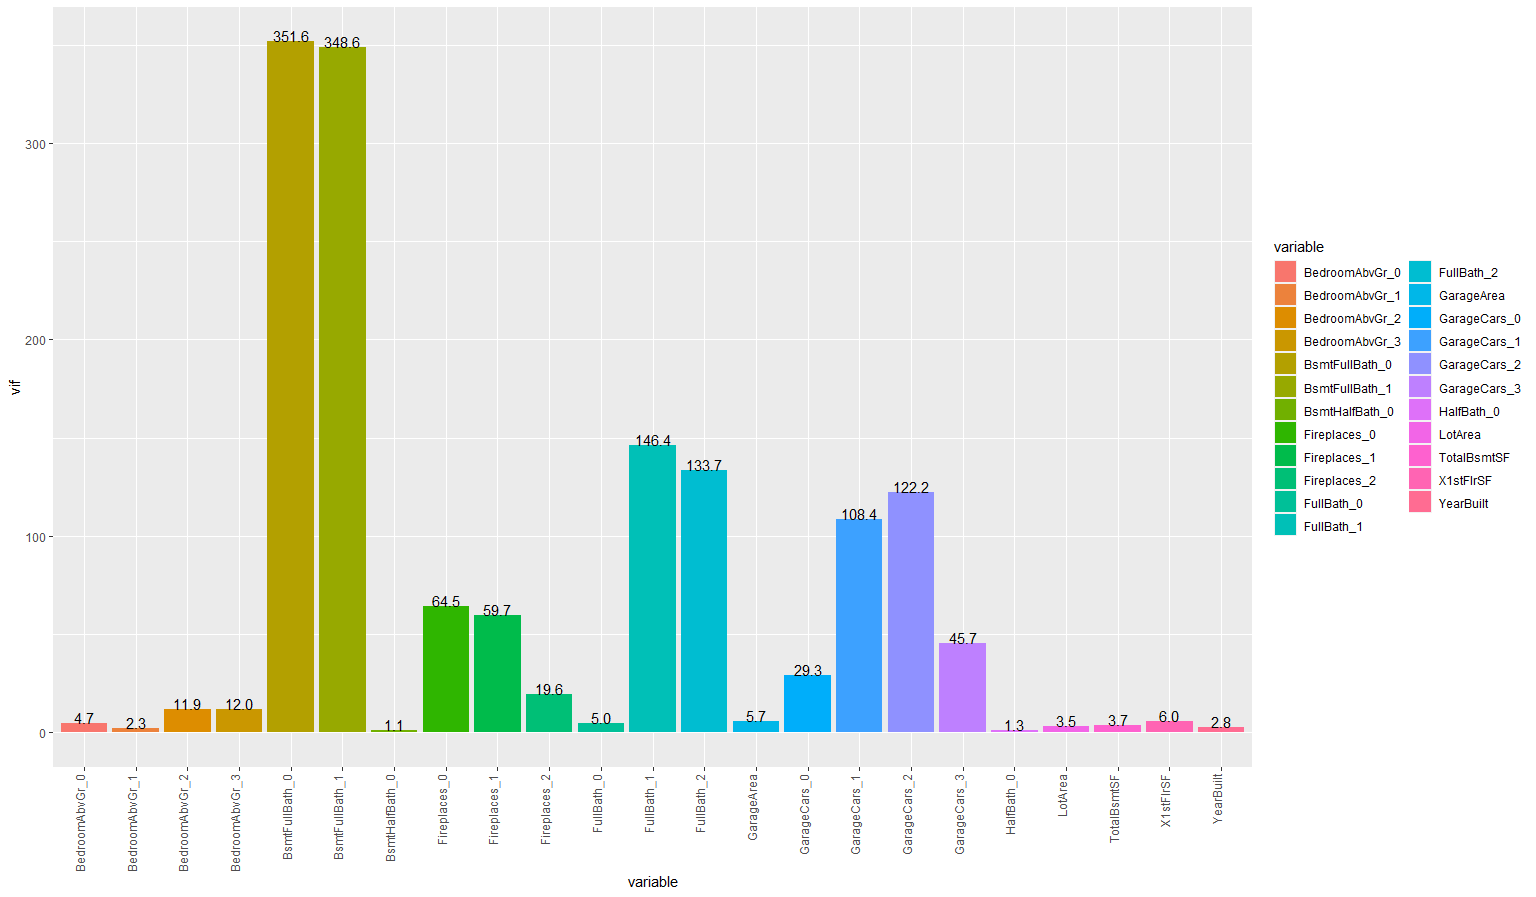 351.6
348.6
300
200
vif
146.4
133.7
122.2
108.4
100
64.5
59.7
45.7
29.3
19.6
11.9
12.0
4.7
2.3
1.1
5.0
5.7
1.3
3.5
3.7
6.0
2.8
0
BedroomAbvGr_0
BedroomAbvGr_1
BedroomAbvGr_2
BedroomAbvGr_3
BsmtFullBath_0
BsmtFullBath_1
BsmtHalfBath_0
Fireplaces_0
Fireplaces_1
Fireplaces_2
FullBath_0
FullBath_1
FullBath_2
GarageArea
GarageCars_0
GarageCars_1
GarageCars_2
GarageCars_3
HalfBath_0
LotArea
TotalBsmtSF
X1stFlrSF
YearBuilt
variable
variable
BedroomAbvGr_0
BedroomAbvGr_1
BedroomAbvGr_2
BedroomAbvGr_3
BsmtFullBath_0
BsmtFullBath_1
BsmtHalfBath_0
Fireplaces_0
Fireplaces_1
Fireplaces_2
FullBath_0
FullBath_1
FullBath_2
GarageArea
GarageCars_0
GarageCars_1
GarageCars_2
GarageCars_3
HalfBath_0
LotArea
TotalBsmtSF
X1stFlrSF
YearBuilt